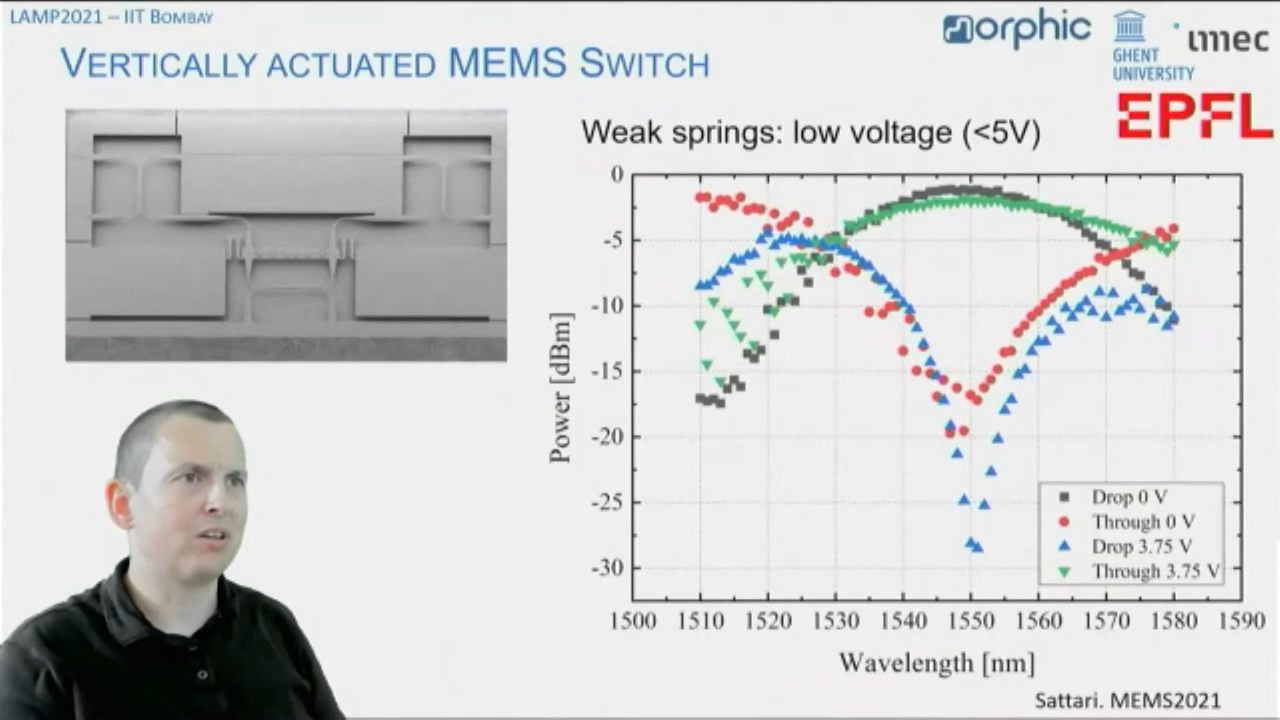 LAMP2021 – IIT BOMBAY
morphic
GHENT
UNIVERSITY
imec
EPFL
VERTICALLY ACTUATED MEMS SWITCH
Weak springs: low voltage (<5V)
0
-5
-10
-15
-20
-25
-30
Power [dBm]
Drop 0 V
Through 0 V
Drop 3.75 V
Through 3.75 V
1500 1510 1520 1530 1540 1550 1560 1570 1580 1590
Wavelength [nm]
Sattari. MEMS2021